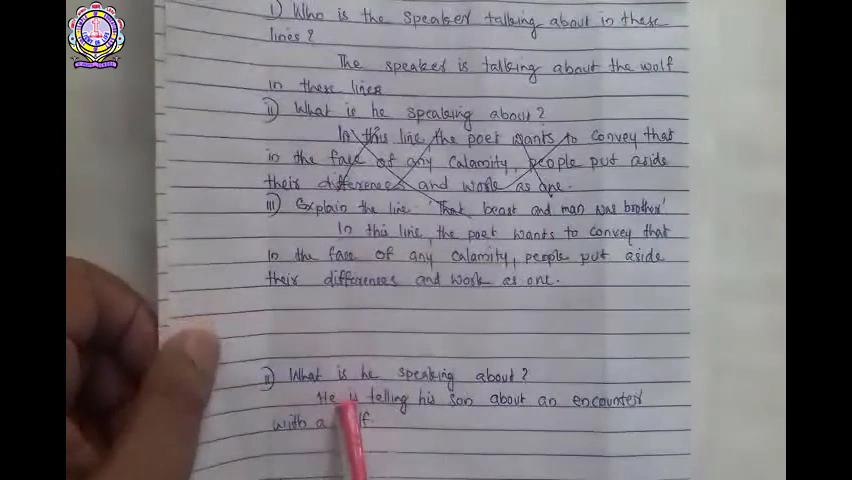 i) Who is the speaker talking about in these
lines?
The speaker is talking about the wolf
in these lines
ii) What is he speaking about?
In this line the poet wants to convey that
in the face of any calamity, people put aside
their differences and work as one.
iii) Explain the line 'That beast and man was brother'
In this line, the poet wants to convey that
in the face of any calamity, people put aside
their differences and work as one.
ii) What is he speaking about?
He is telling his son about an encounter
with a